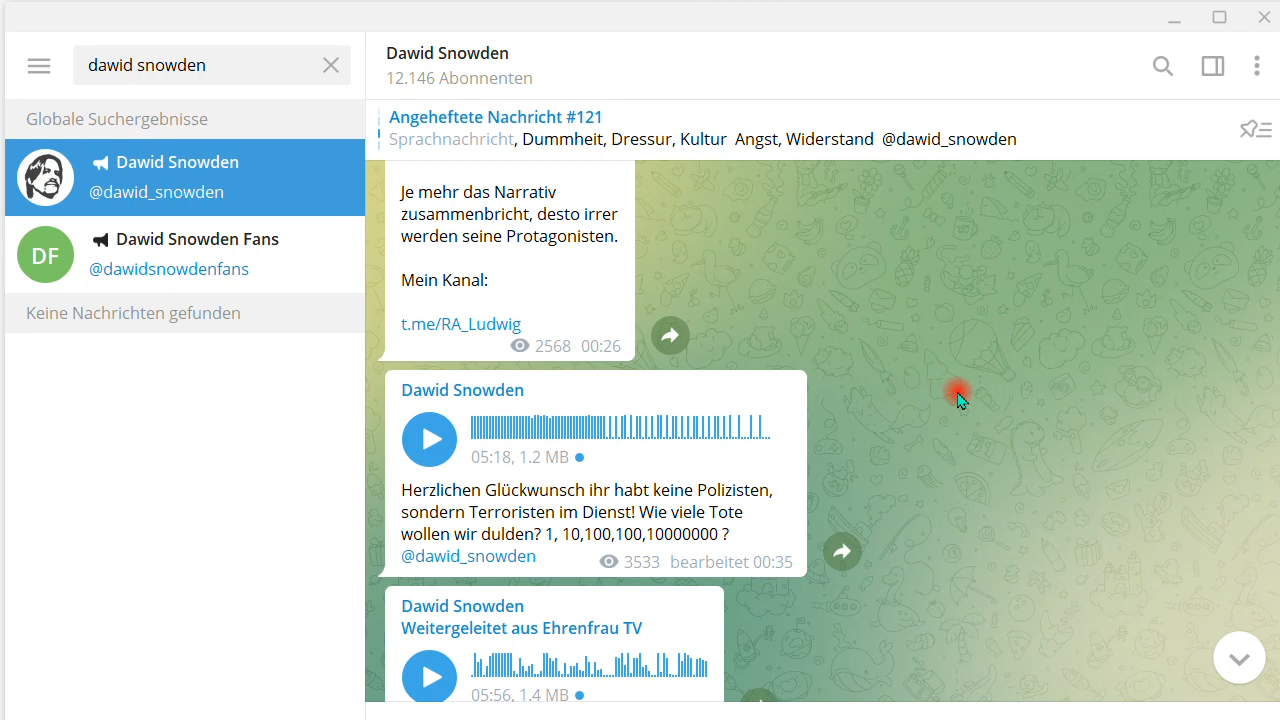 dawid snowden
Globale Suchergebnisse
Dawid Snowden
@dawid_snowden
DF
Dawid Snowden Fans
@dawidsnowdenfans
Keine Nachrichten gefunden
Dawid Snowden
12.146 Abonnenten
Angeheftete Nachricht #121
Sprachnachricht, Dummheit, Dressur, Kultur Angst, Widerstand @dawid_snowden
Je mehr das Narrativ
zusammenbricht, desto irrer
werden seine Protagonisten.
Mein Kanal:
t.me/RA_Ludwig
2568 00:26
Dawid Snowden
05:18, 1.2 MB
Herzlichen Glückwunsch ihr habt keine Polizisten,
sondern Terroristen im Dienst! Wie viele Tote
wollen wir dulden? 1, 10,100,100,10000000 ?
@dawid_snowden
3533 bearbeitet 00:35
Dawid Snowden
Weitergeleitet aus Ehrenfrau TV
05:56, 1.4 MB